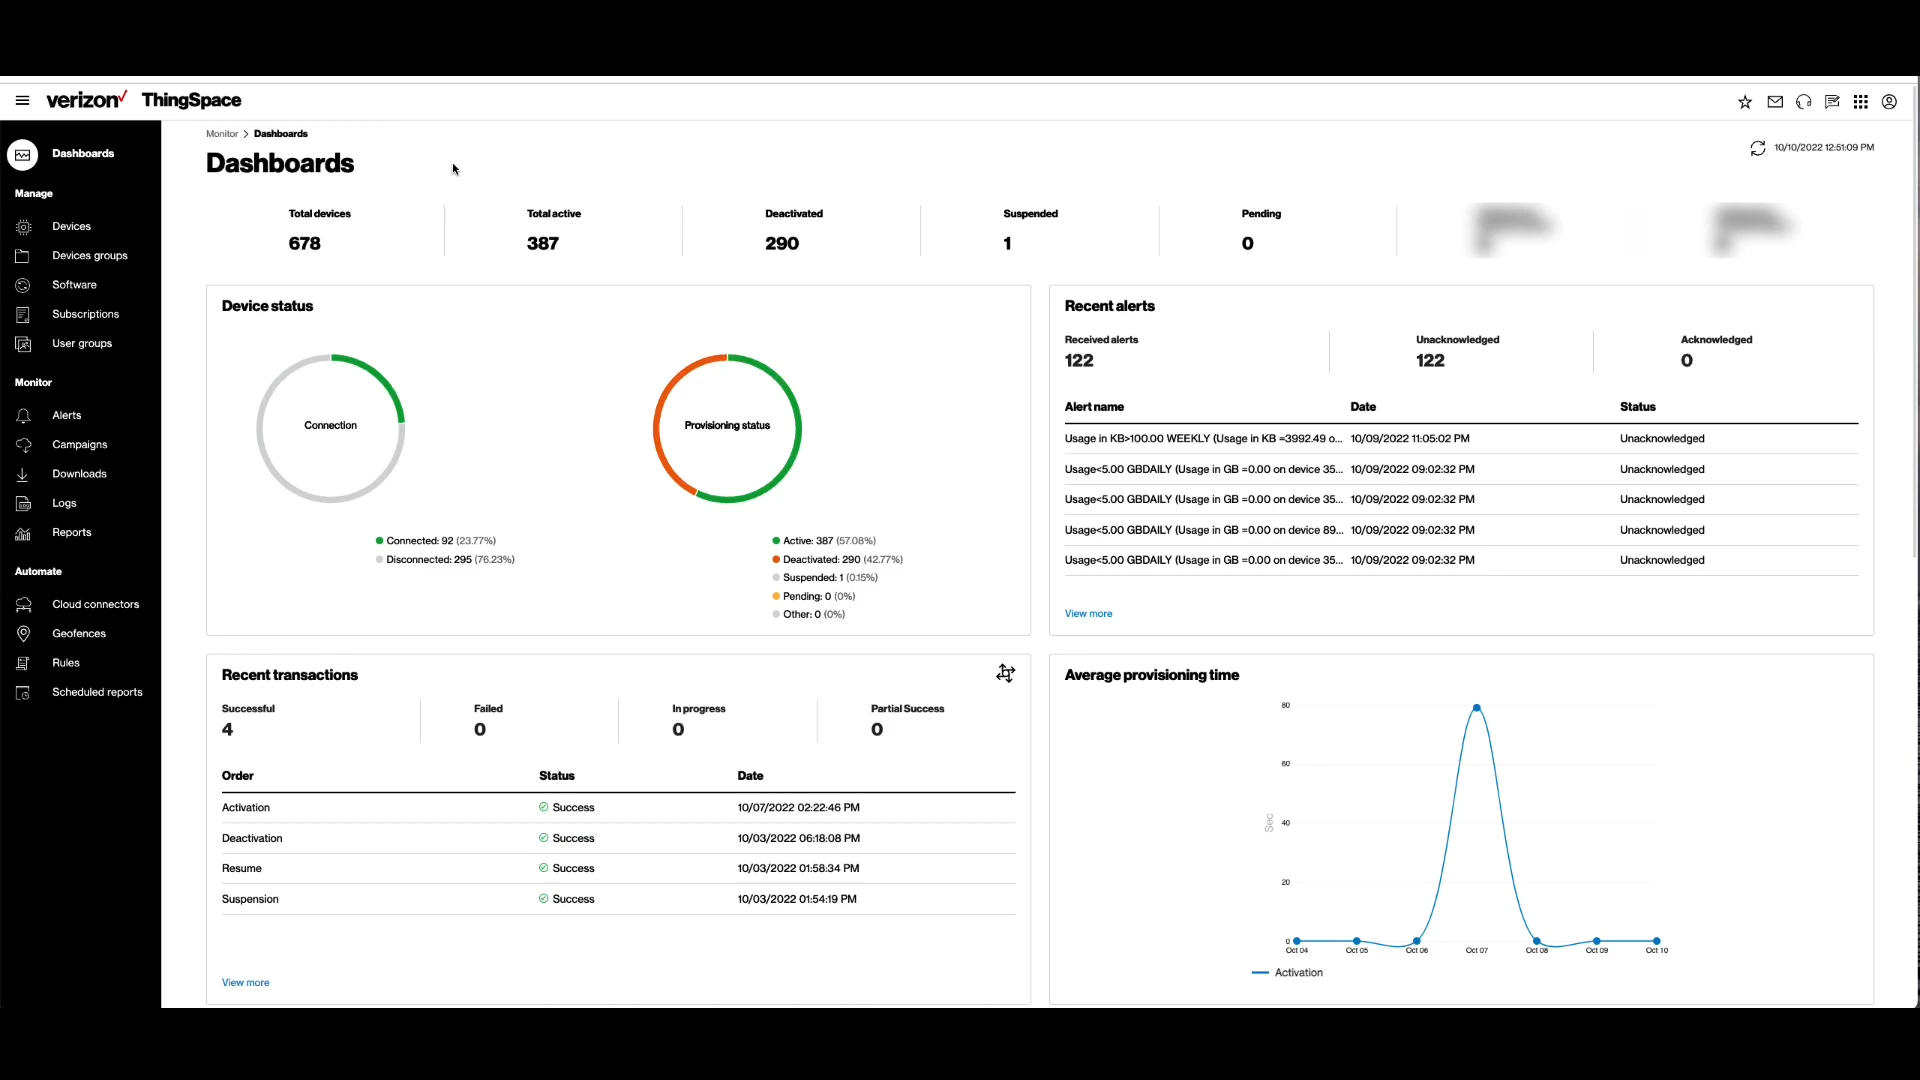 verizon ThingSpace
Dashboards
Manage
Devices
Devices groups
Software
Subscriptions
User groups
Monitor
Alerts
Campaigns
Downloads
Logs
Reports
Automate
Cloud connectors
Geofences
Rules
Scheduled reports
Monitor > Dashboards
Dashboards
10/10/2022 12:51:09 PM
Total devices Total active Deactivated Suspended Pending
678 387 290 1 0
Device status
Connection
Connected: 92 (23.77%)
Disconnected: 295 (76.23%)
Provisioning status
Active: 387 (57.08%)
Deactivated: 290 (42.77%)
Suspended: 1 (0.15%)
Pending: 0 (0%)
Other: 0 (0%)
Recent alerts
Received alerts Unacknowledged Acknowledged
122 122 0
Alert name Date Status
Usage in KB>100.00 WEEKLY (Usage in KB =3992.49 o... 10/09/2022 11:05:02 PM Unacknowledged
Usage<5.00 GBDAILY (Usage in GB =0.00 on device 35... 10/09/2022 09:02:32 PM Unacknowledged
Usage<5.00 GBDAILY (Usage in GB =0.00 on device 35... 10/09/2022 09:02:32 PM Unacknowledged
Usage<5.00 GBDAILY (Usage in GB =0.00 on device 89... 10/09/2022 09:02:32 PM Unacknowledged
Usage<5.00 GBDAILY (Usage in GB =0.00 on device 35... 10/09/2022 09:02:32 PM Unacknowledged
View more
Recent transactions
Successful Failed In progress Partial Success
4 0 0 0
Order Status Date
Activation Success 10/07/2022 02:22:46 PM
Deactivation Success 10/03/2022 06:18:08 PM
Resume Success 10/03/2022 01:58:34 PM
Suspension Success 10/03/2022 01:54:19 PM
View more
Average provisioning time
80
60
40
20
0
Sec
Oct 04 Oct 05 Oct 06 Oct 07 Oct 08 Oct 09 Oct 10
Activation